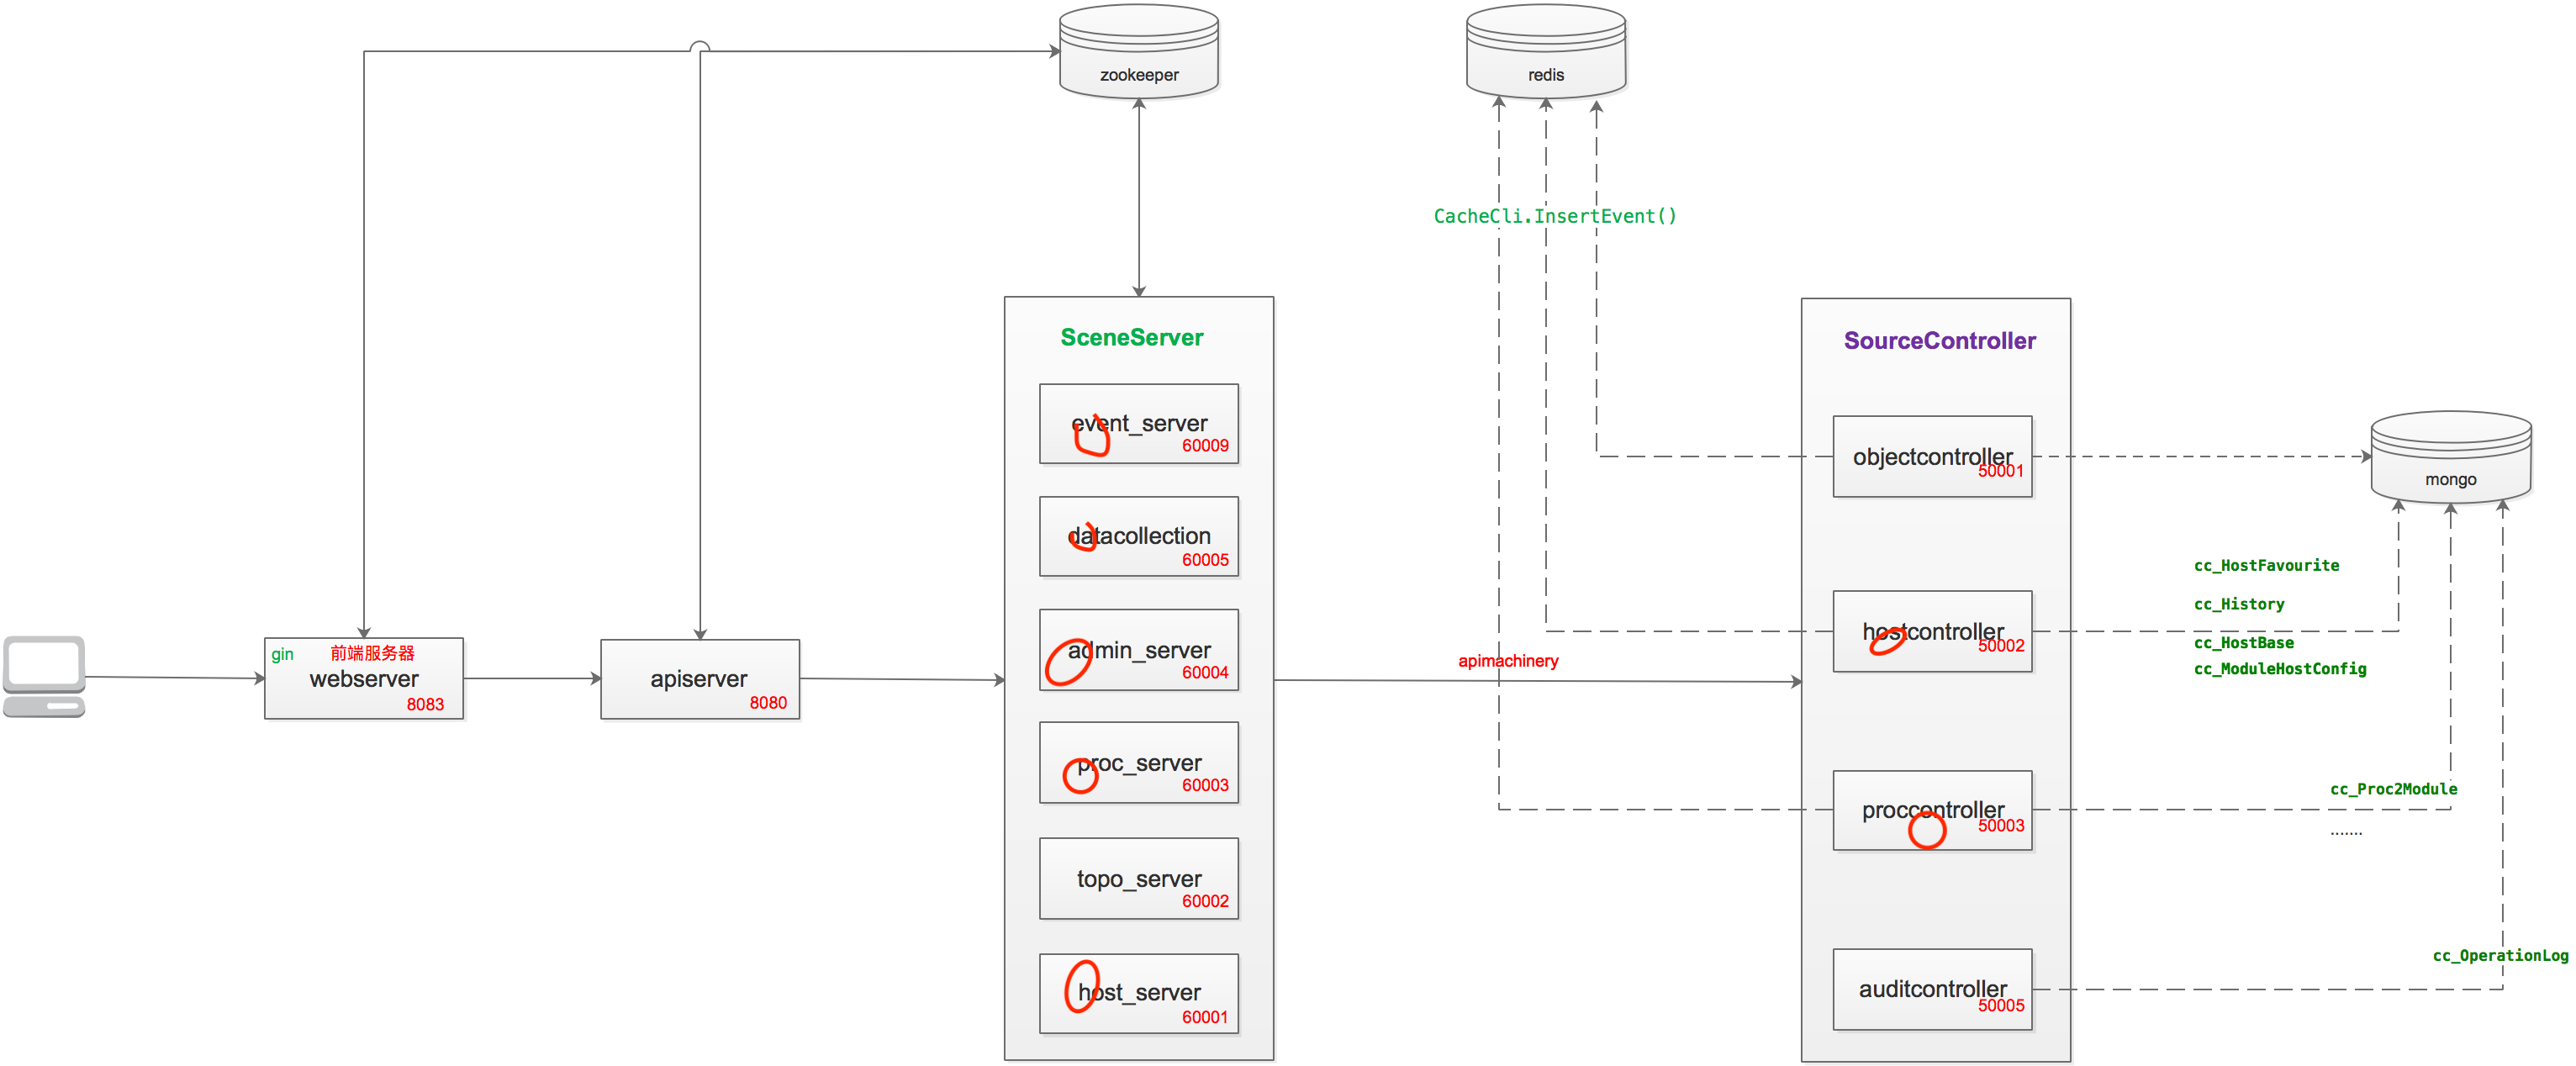 zookeeper
redis
CacheCli.InsertEvent()
SceneServer
event_server
60009
datacollection
60005
admin_server
60004
proc_server
60003
topo_server
60002
host_server
60001
gin
前端服务器
webserver
8083
apiserver
8080
apimachinery
SourceController
objectcontroller
50001
hostcontroller
50002
proccontroller
50003
auditcontroller
50005
mongo
cc_HostFavourite
cc_History
cc_HostBase
cc_ModuleHostConfig
cc_Proc2Module
.......
cc_OperationLog